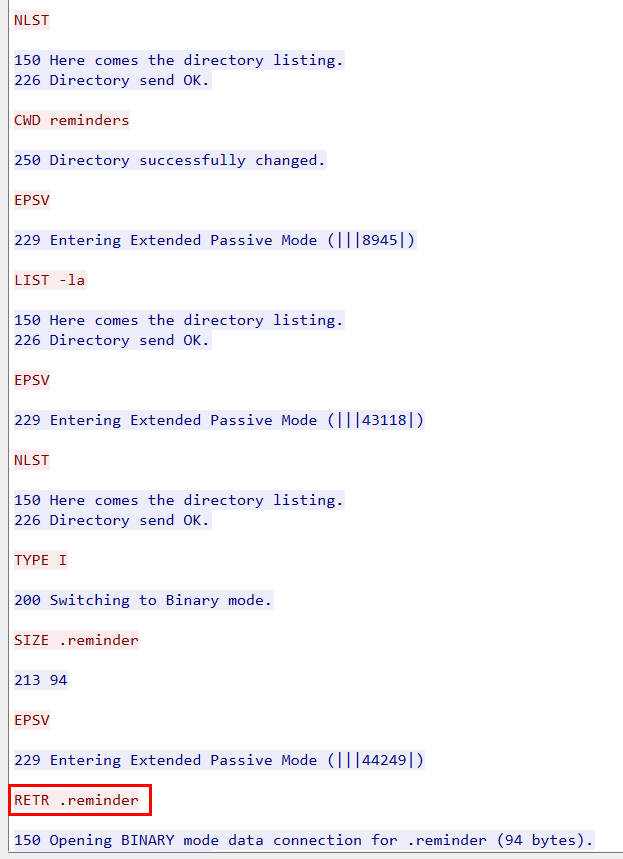 NLST
150 Here comes the directory listing.
226 Directory send OK.
CWD reminders
250 Directory successfully changed.
EPSV
229 Entering Extended Passive Mode (|||8945|)
LIST -la
150 Here comes the directory listing.
226 Directory send OK.
EPSV
229 Entering Extended Passive Mode (|||43118|)
NLST
150 Here comes the directory listing.
226 Directory send OK.
TYPE I
200 Switching to Binary mode.
SIZE .reminder
213 94
EPSV
229 Entering Extended Passive Mode (|||44249|)
RETR .reminder
150 Opening BINARY mode data connection for .reminder (94 bytes).